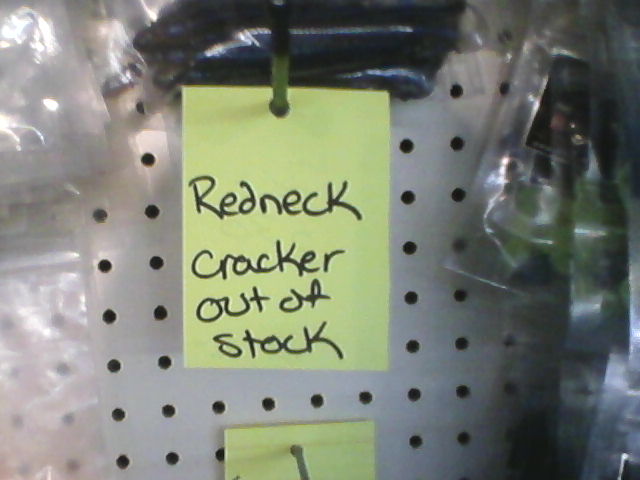 Redneck
Cracker
out of
stock